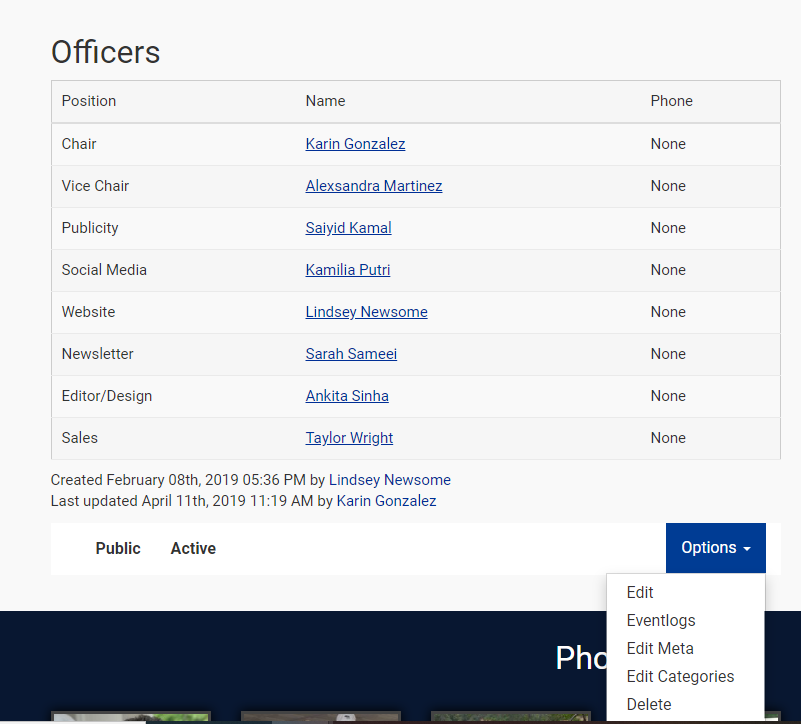 Officers
Position Name Phone
Chair Karin Gonzalez None
Vice Chair Alexsandra Martinez None
Publicity Saiyid Kamal None
Social Media Kamilia Putri None
Website Lindsey Newsome None
Newsletter Sarah Sameei None
Editor/Design Ankita Sinha None
Sales Taylor Wright None
Created February 08th, 2019 05:36 PM by Lindsey Newsome
Last updated April 11th, 2019 11:19 AM by Karin Gonzalez
Public Active Options
Edit
Eventlogs
Edit Meta
Edit Categories
Delete